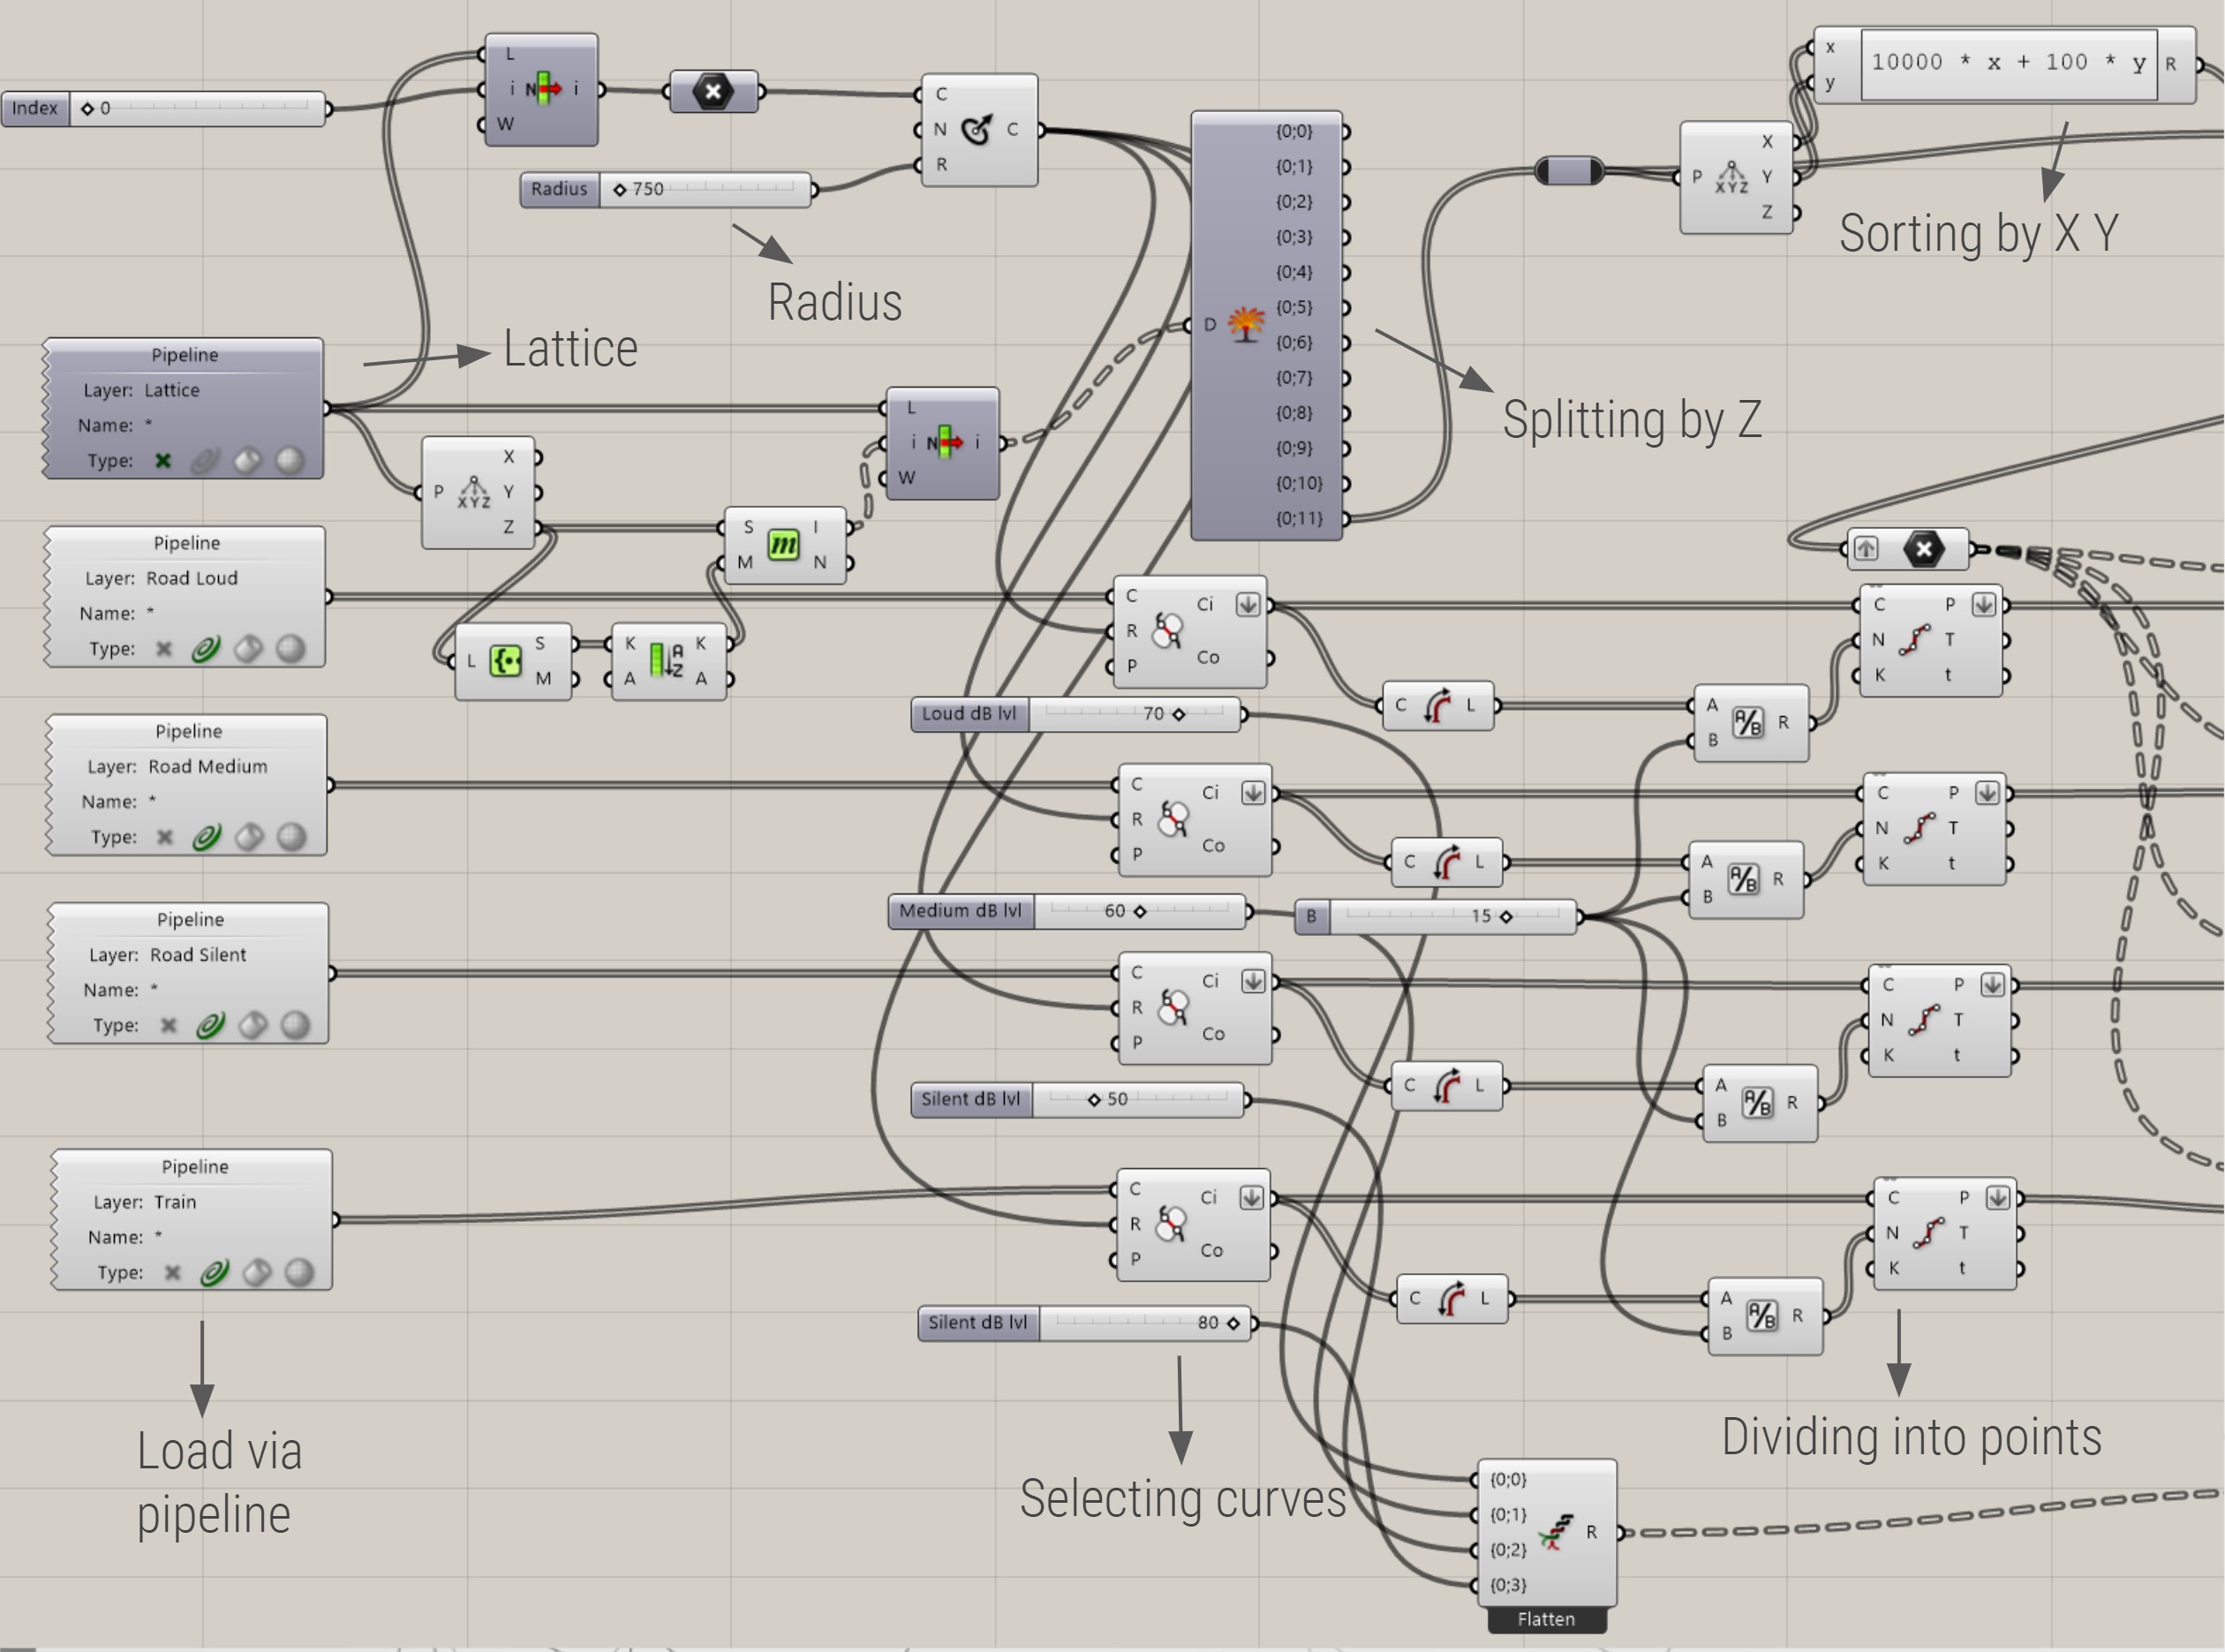 L
i N i
W
Index 0
C
N C
R
Radius 750
Radius
{0;0}
{0;1}
{0;2}
{0;3}
{0;4}
{0;5}
{0;6}
{0;7}
{0;8}
{0;9}
{0;10}
{0;11}
D
Splitting by Z
x
y
10000 * x + 100 * y R
X
P XYZ Y
Z
Sorting by X Y
Pipeline
Layer: Lattice
Name: *
Type:
Lattice
X
P XYZ Y
Z
L
i N i
W
S m I
M N
L S
M
K A K
A Z A
Pipeline
Layer: Road Loud
Name: *
Type:
C Ci
R
P Co
Loud dB lvl 70
C L
A A/B R
B
C P
N T
K t
Pipeline
Layer: Road Medium
Name: *
Type:
C Ci
R
P Co
Medium dB lvl 60
B 15
C L
A A/B R
B
C P
N T
K t
Pipeline
Layer: Road Silent
Name: *
Type:
C Ci
R
P Co
Silent dB lvl 50
C L
A A/B R
B
C P
N T
K t
Pipeline
Layer: Train
Name: *
Type:
C Ci
R
P Co
Silent dB lvl 80
C L
A A/B R
B
C P
N T
K t
Load via
pipeline
Selecting curves
Dividing into points
{0;0}
{0;1}
{0;2}
{0;3}
R
Flatten